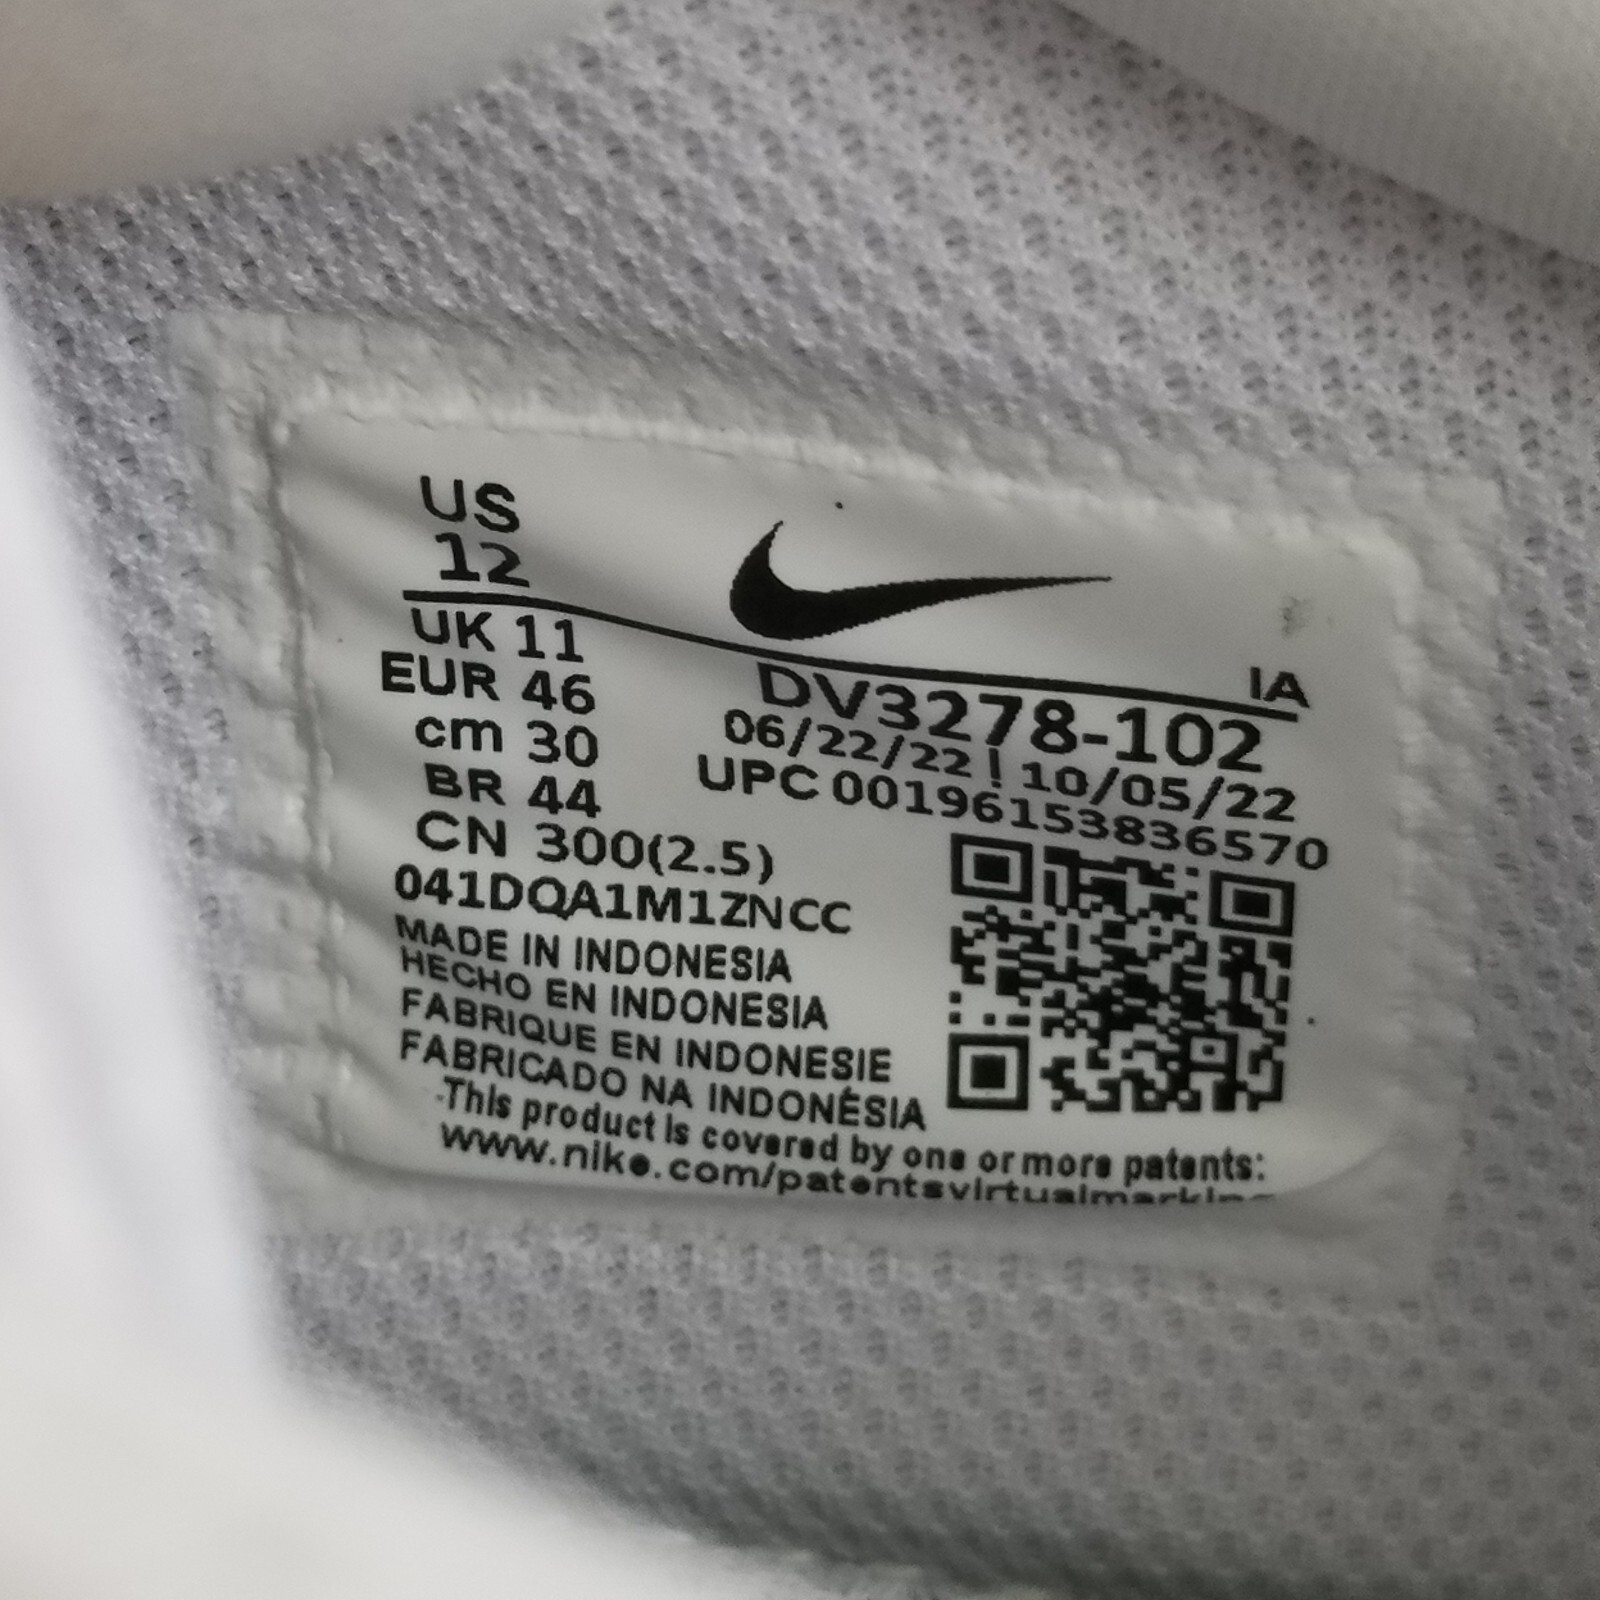 US
12
UK 11
EUR 46
cm 30
BR 44
CN 300(2.5)
041DQA1M1ZNCC
MADE IN INDONESIA
HECHO EN INDONESIA
FABRIQUE EN INDONESIE
FABRICADO NA INDONÉSIA
IA
DV3278-102
06/22/22 ! 10/05/22
UPC 00196153836570
This product is covered by one or more patents:
www.nike.com/patentsvirtualmarking